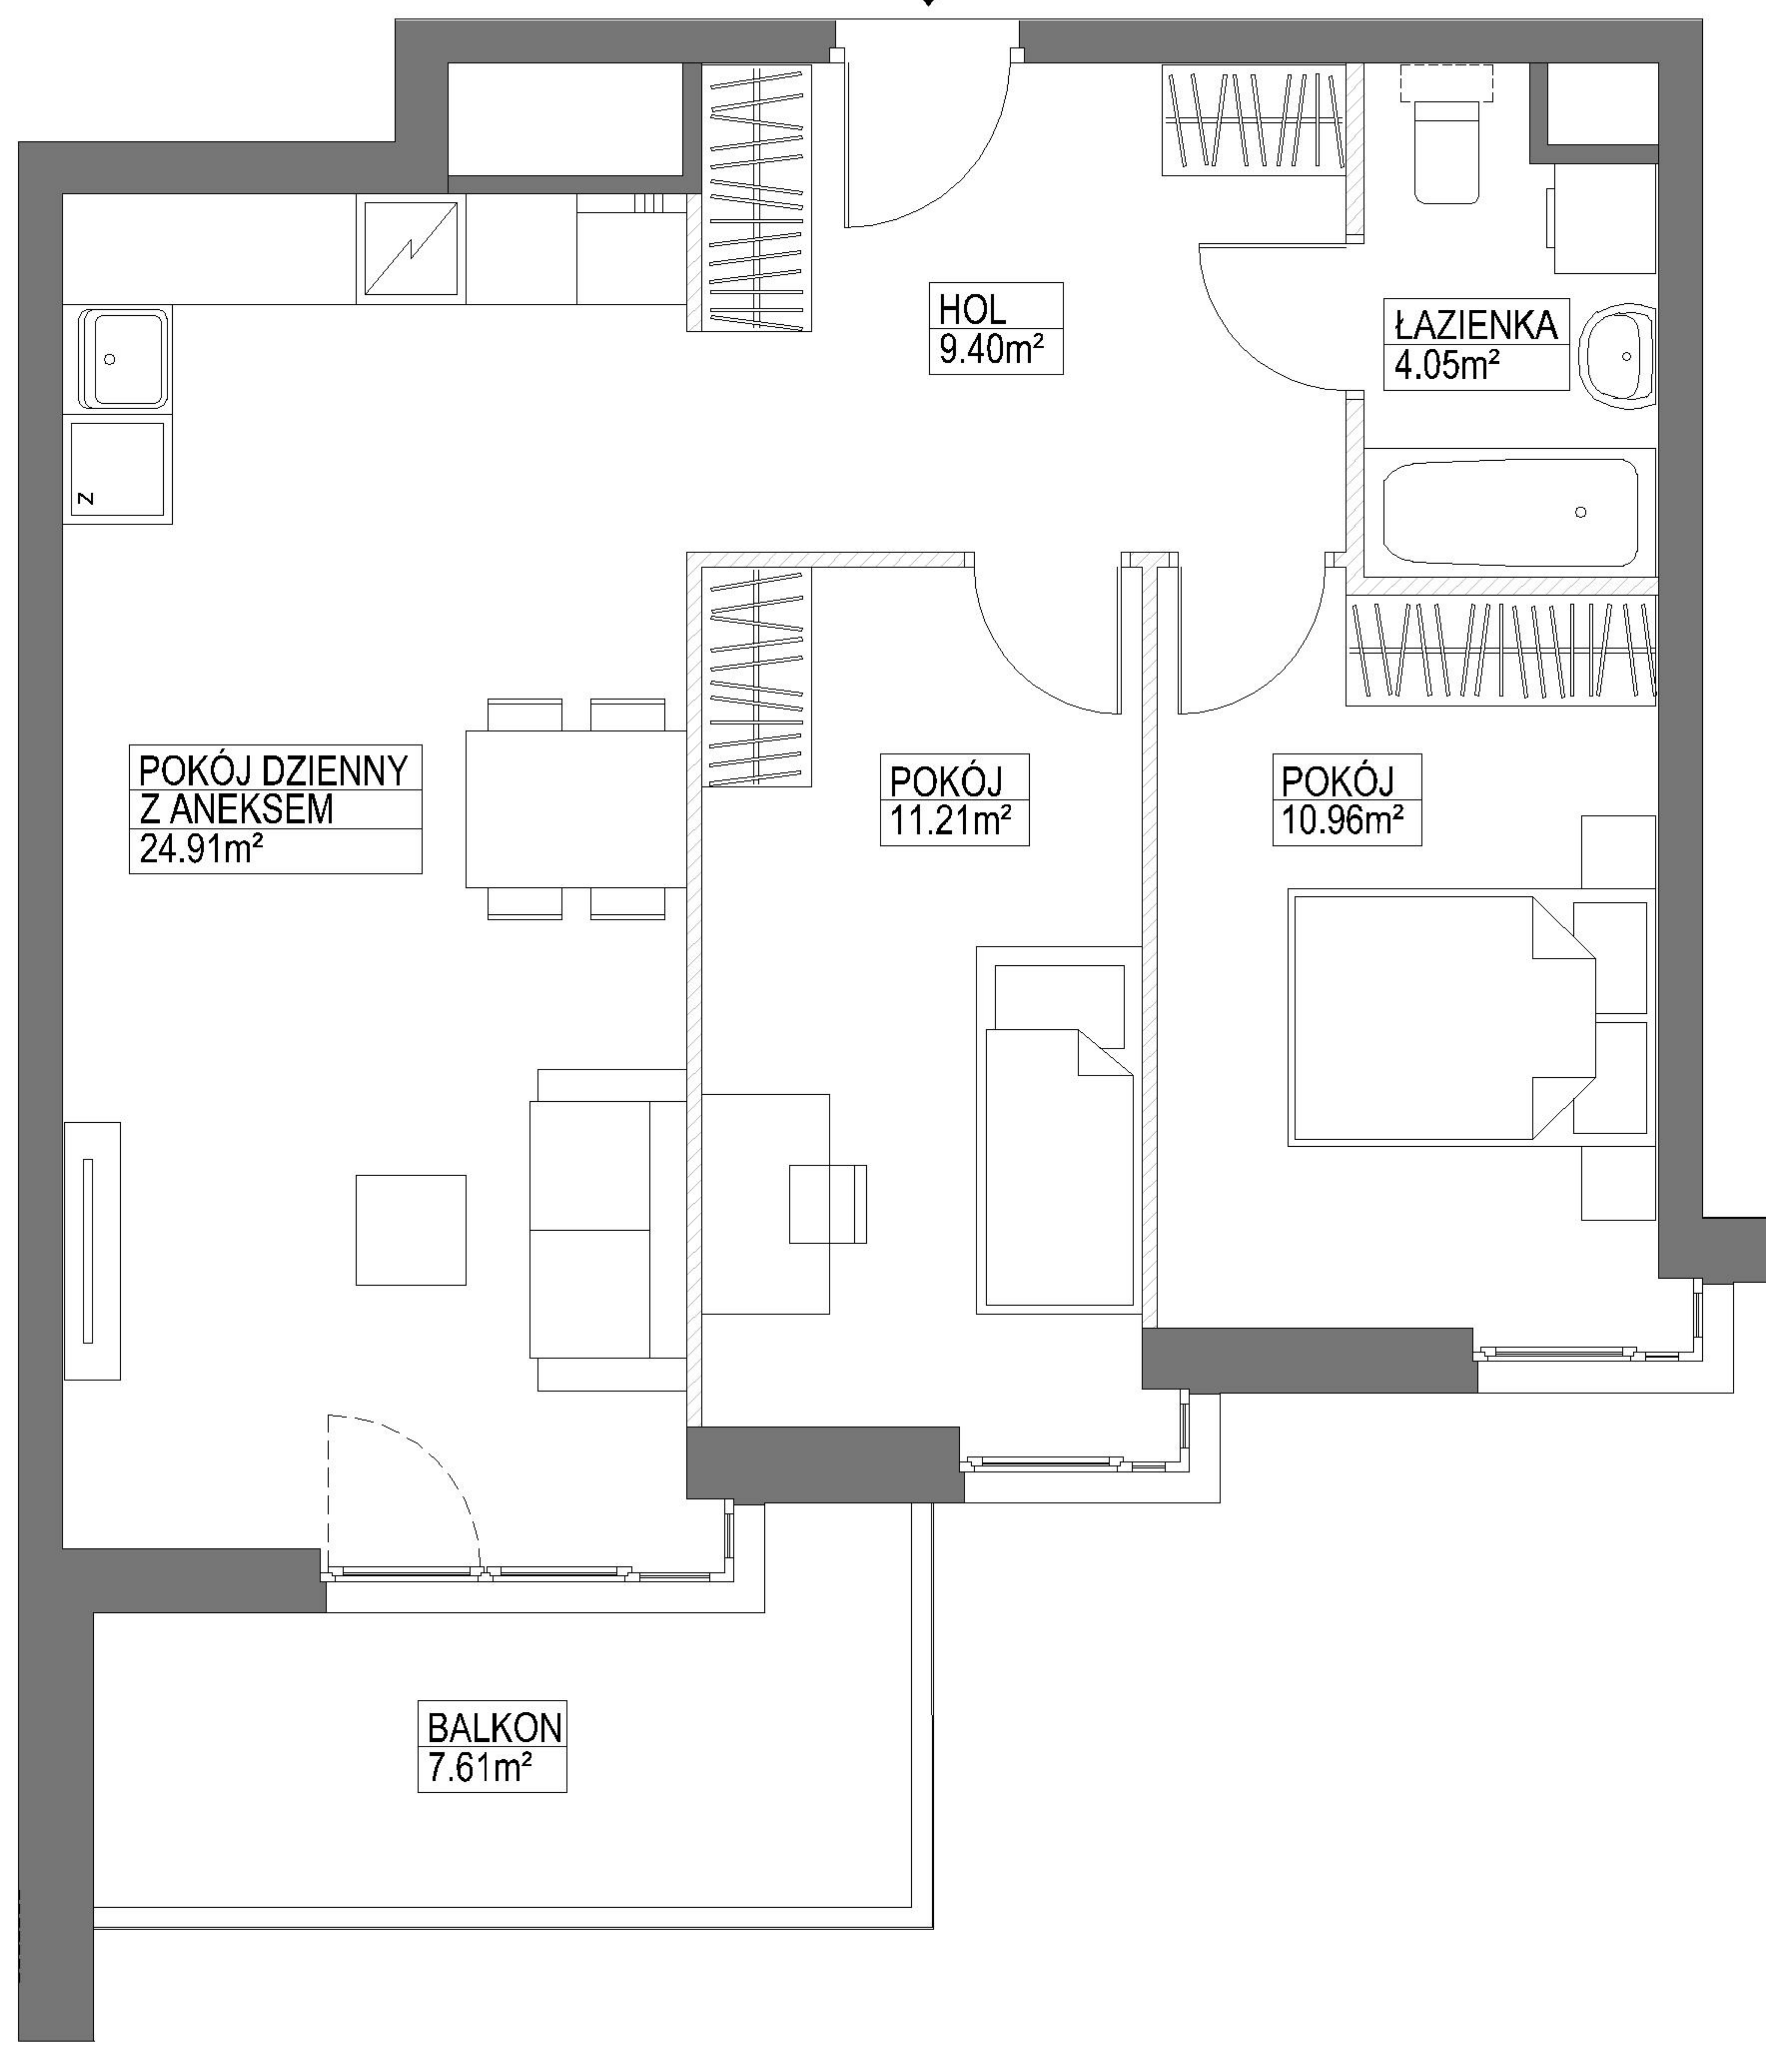 HOL
9.40m²
ŁAZIENKA
4.05m²
Z
POKÓJ DZIENNY
Z ANEKSEM
24.91m²
POKÓJ
11.21m²
POKÓJ
10.96m²
BALKON
7.61m²